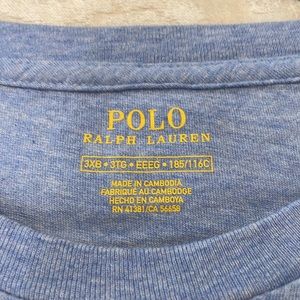 POLO
RALPH LAUREN
3XB • 3TG • EEEG • 185/116C
MADE IN CAMBODIA
FABRIQUÉ AU CAMBODGE
HECHO EN CAMBOYA
RN 41381/CA 56658